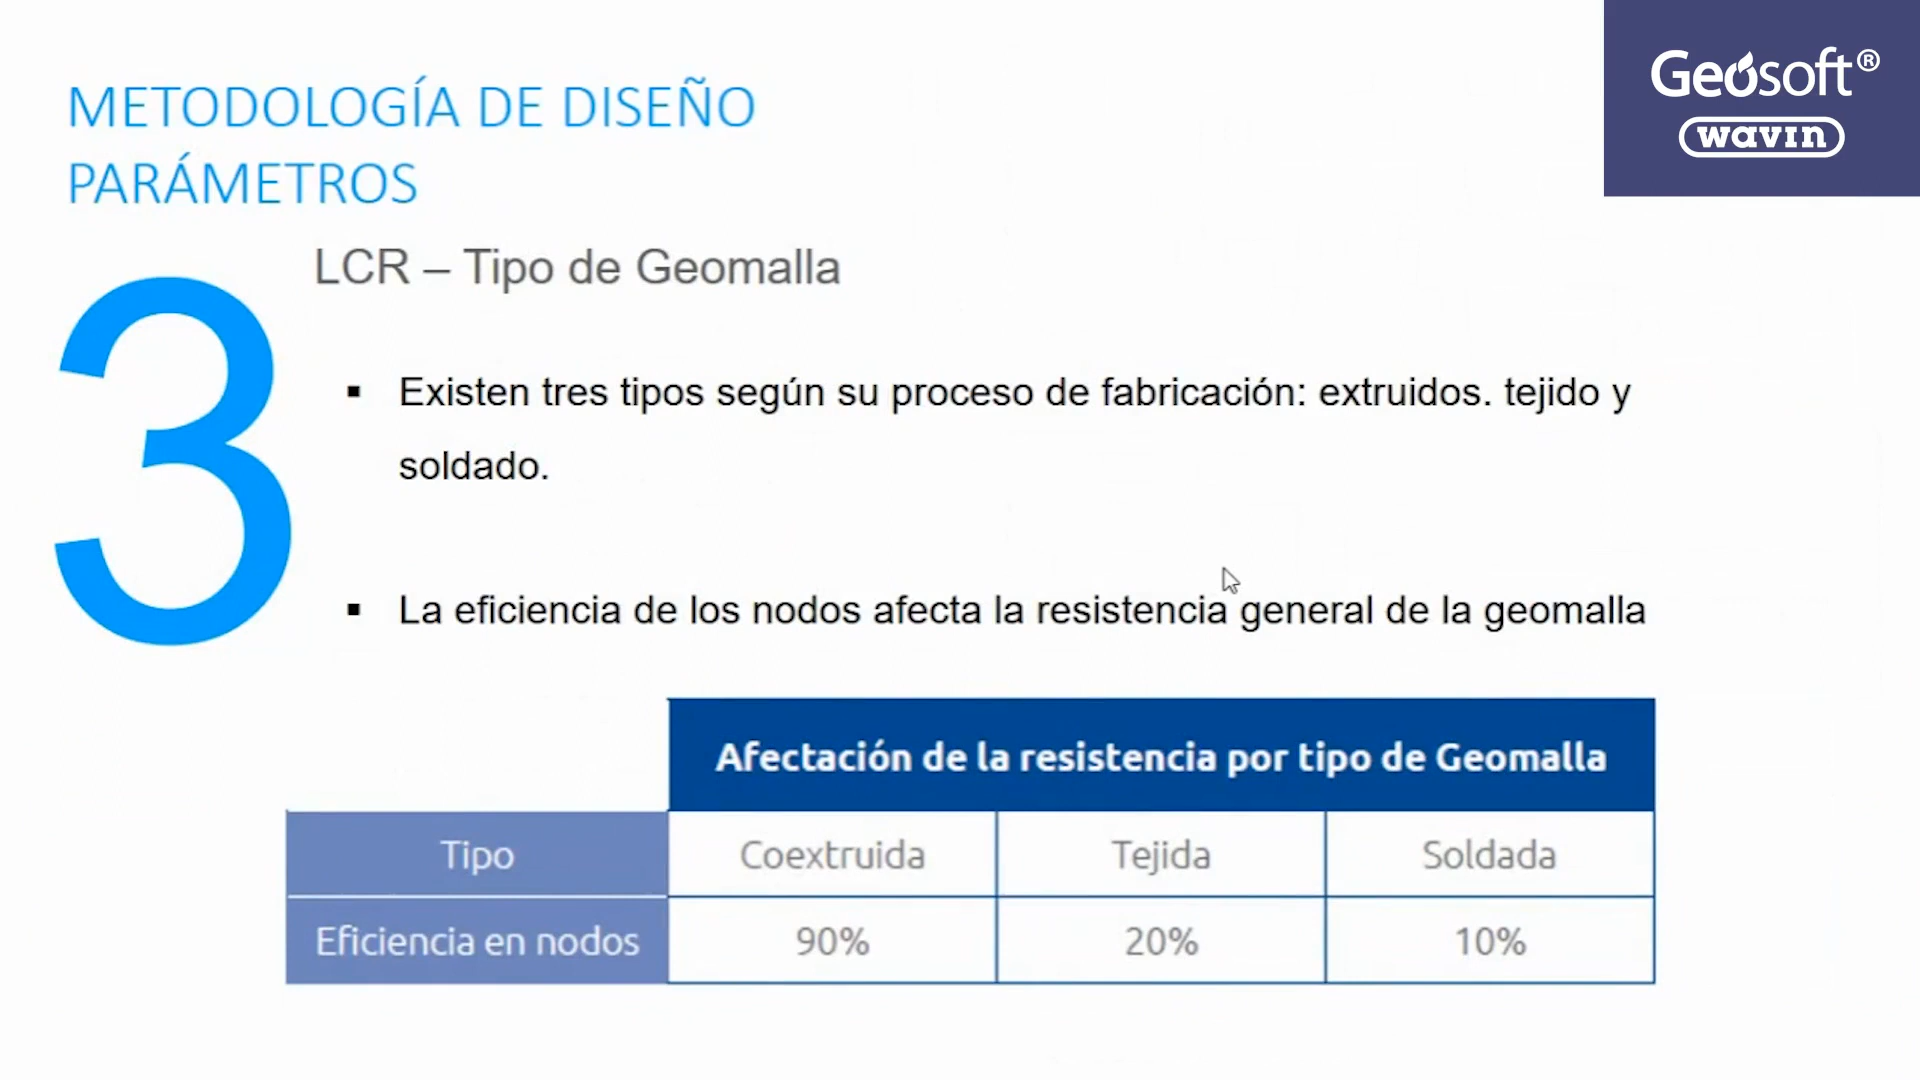 Geosoft®
wavin
METODOLOGÍA DE DISEÑO
PARÁMETROS
3
LCR – Tipo de Geomalla
▪ Existen tres tipos según su proceso de fabricación: extruidos. tejido y
soldado.
▪ La eficiencia de los nodos afecta la resistencia general de la geomalla
Afectación de la resistencia por tipo de Geomalla
Tipo Coextruida Tejida Soldada
Eficiencia en nodos 90% 20% 10%